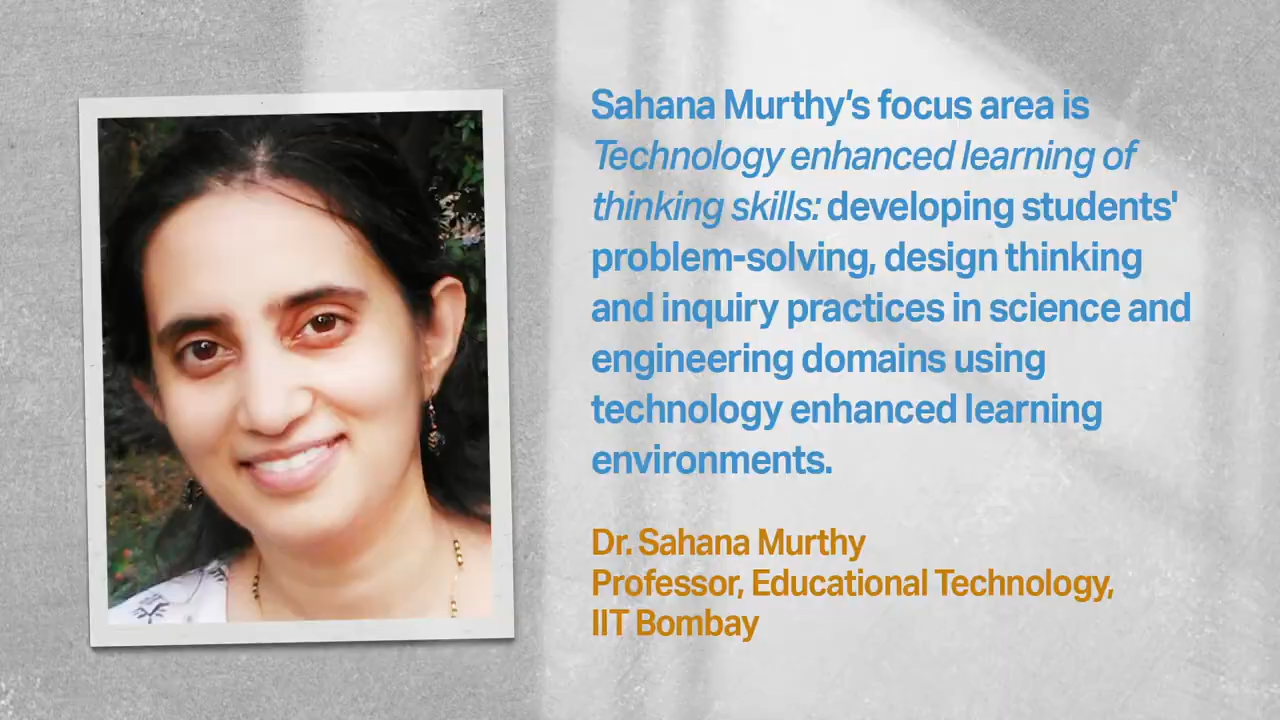 Sahana Murthy’s focus area is
Technology enhanced learning of
thinking skills: developing students'
problem-solving, design thinking
and inquiry practices in science and
engineering domains using
technology enhanced learning
environments.
Dr. Sahana Murthy
Professor, Educational Technology,
IIT Bombay